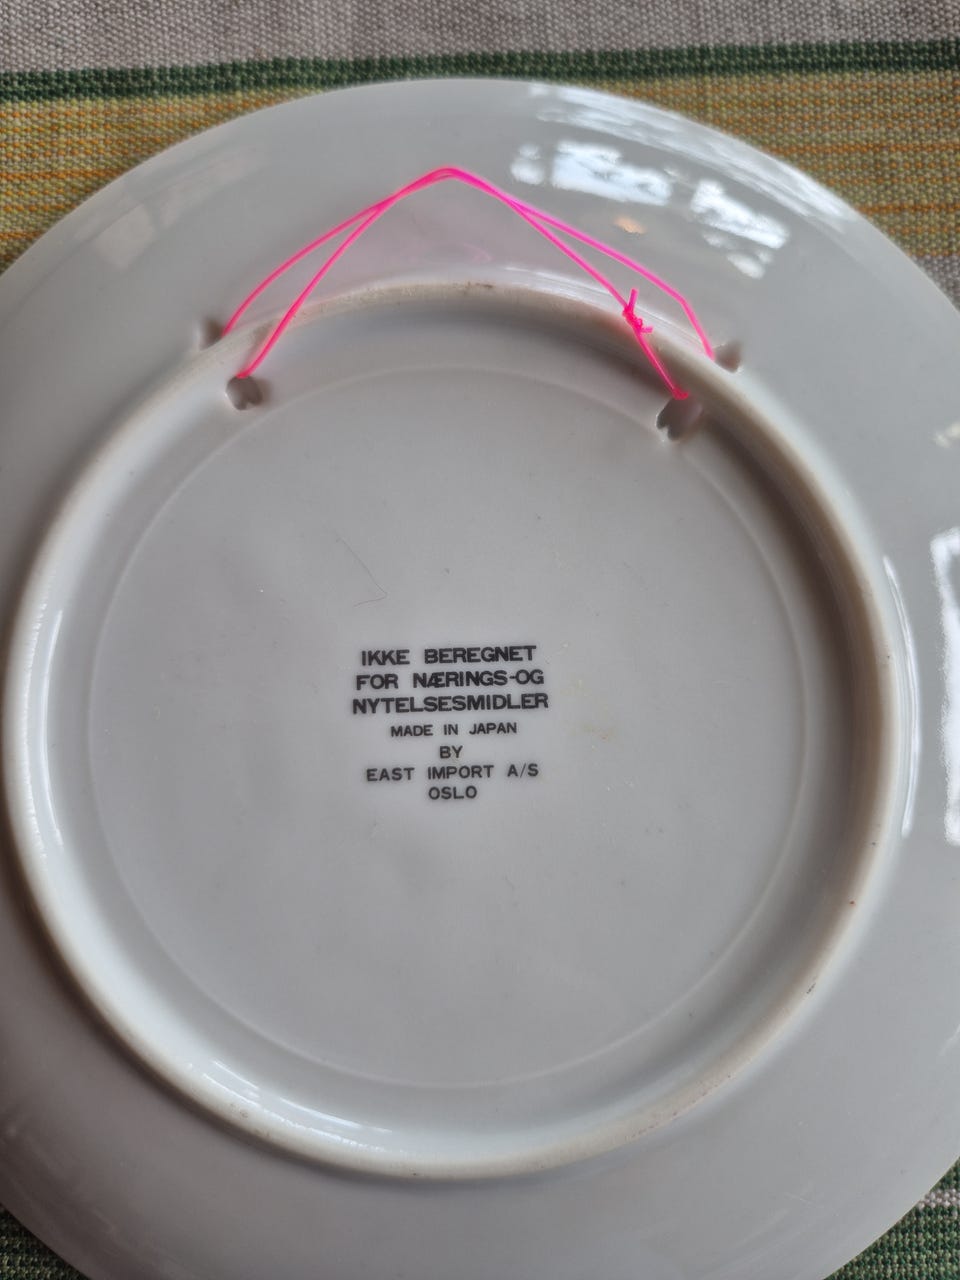 IKKE BEREGNET
FOR NÆRINGS-OG
NYTELSESMIDLER
MADE IN JAPAN
BY
EAST IMPORT A/S
OSLO